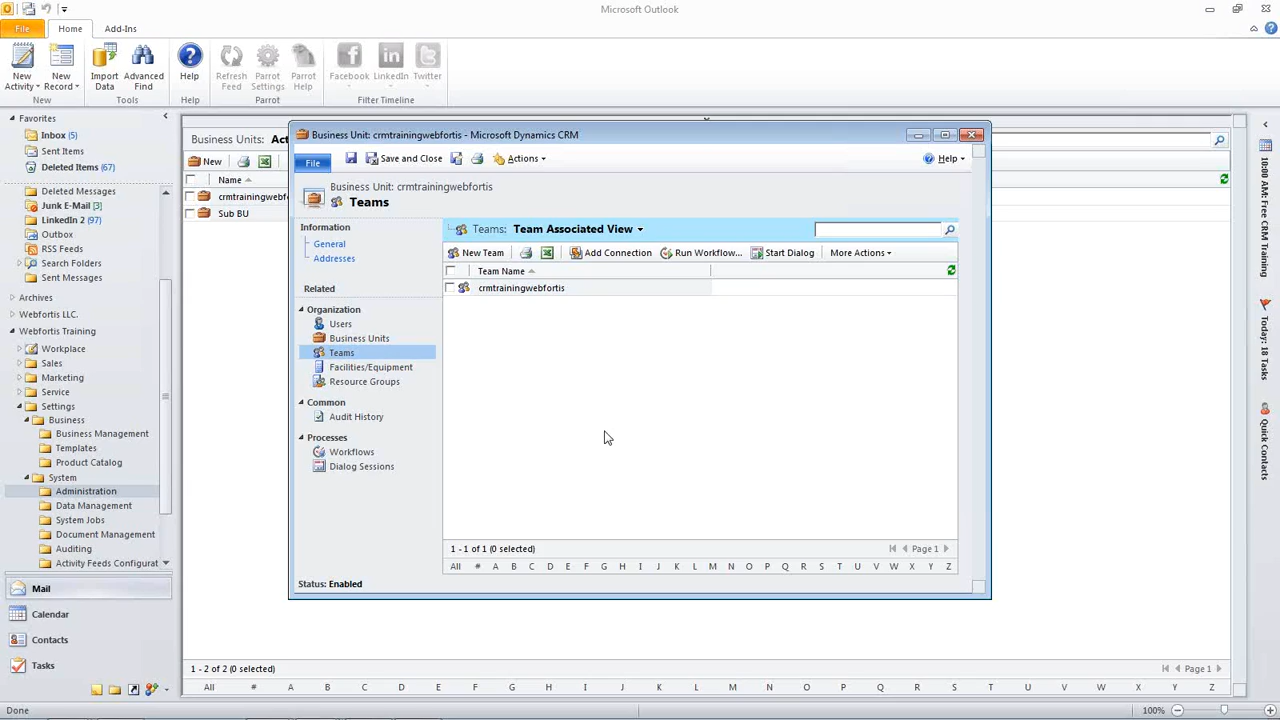 Microsoft Outlook
File Home Add-Ins
New Activity New Record Import Data Advanced Find Help Refresh Feed Parrot Settings Parrot Help Facebook LinkedIn Twitter
New Tools Help Parrot Filter Timeline
Favorites
Inbox (5)
Sent Items
Deleted Items (67)
Deleted Messages
Junk E-Mail [3]
LinkedIn 2 (97)
Outbox
RSS Feeds
Search Folders
Sent Messages
Archives
Webfortis LLC.
Webfortis Training
Workplace
Sales
Marketing
Service
Settings
Business
Business Management
Templates
Product Catalog
System
Administration
Data Management
System Jobs
Document Management
Auditing
Activity Feeds Configurat
Mail
Calendar
Contacts
Tasks
Business Units: Act
New
Name
crmtrainingwebfo
Sub BU
Business Unit: crmtrainingwebfortis - Microsoft Dynamics CRM
File Save and Close Actions Help
Business Unit: crmtrainingwebfortis
Teams
Information
General
Addresses
Related
Organization
Users
Business Units
Teams
Facilities/Equipment
Resource Groups
Common
Audit History
Processes
Workflows
Dialog Sessions
Teams: Team Associated View
New Team Add Connection Run Workflow... Start Dialog More Actions
Team Name
crmtrainingwebfortis
1 - 1 of 1 (0 selected) Page 1
All # A B C D E F G H I J K L M N O P Q R S T U V W X Y Z
Status: Enabled
1 - 2 of 2 (0 selected) Page 1
All # A B C D E F G H I J K L M N O P Q R S T U V W X Y Z
10:00 AM: Free CRM Training
Today: 18 Tasks
Quick Contacts
Done 100%